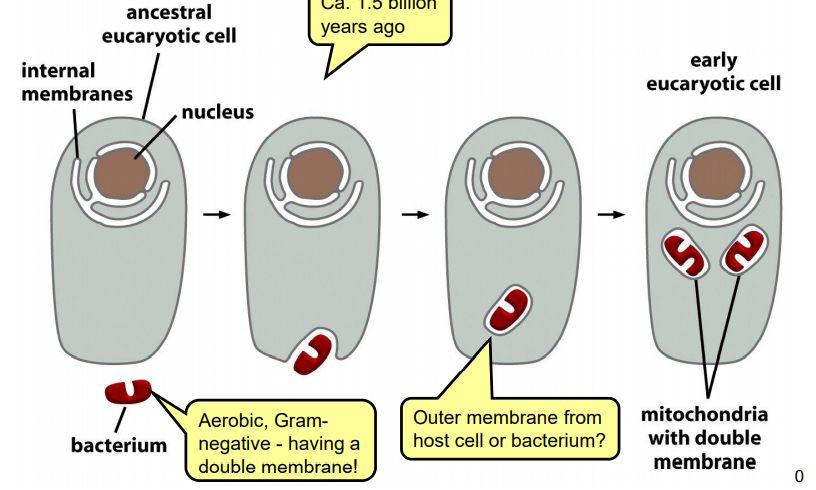 ancestral
eucaryotic cell
Ca. 1.5 billion
years ago
internal
membranes
nucleus
early
eucaryotic cell
bacterium
Aerobic, Gram-
negative - having a
double membrane!
Outer membrane from
host cell or bacterium?
mitochondria
with double
membrane
0